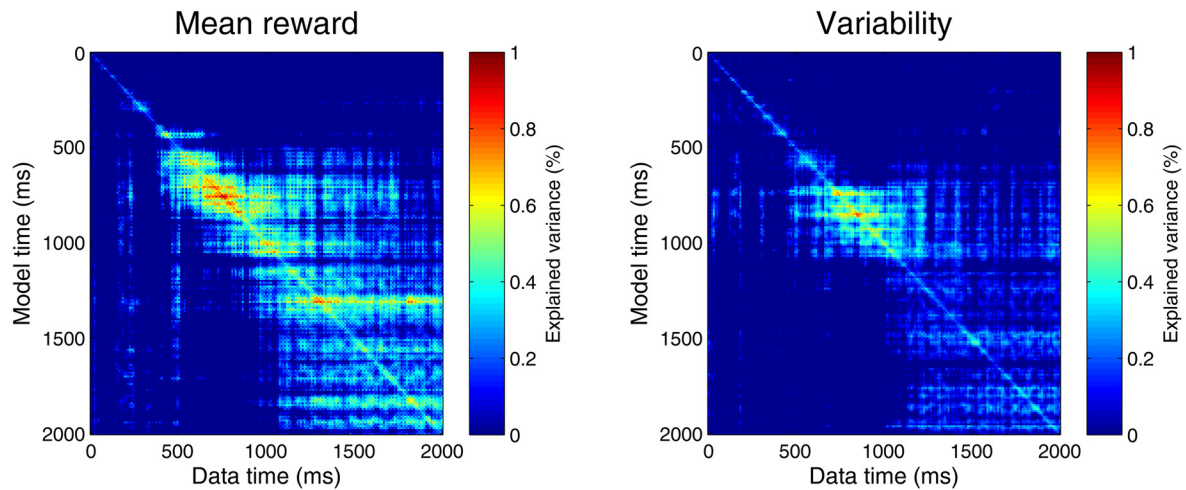 Mean reward
0
500
1000
1500
2000
Model time (ms)
0 500 1000 1500 2000
Data time (ms)
1
0.8
0.6
0.4
0.2
0
Explained variance (%)
Variability
0
500
1000
1500
2000
Model time (ms)
0 500 1000 1500 2000
Data time (ms)
1
0.8
0.6
0.4
0.2
0
Explained variance (%)